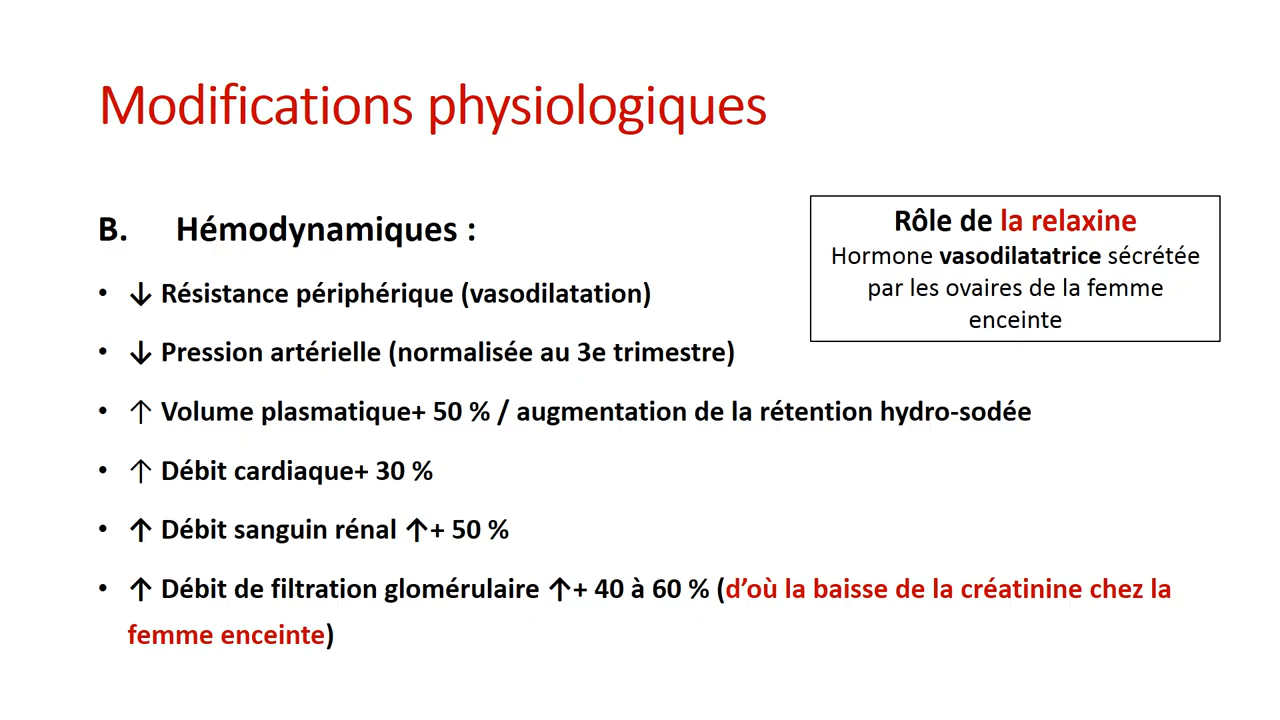 Modifications physiologiques
B. Hémodynamiques :
Rôle de la relaxine
Hormone vasodilatatrice sécrétée
par les ovaires de la femme
enceinte
• ↓ Résistance périphérique (vasodilatation)
• ↓ Pression artérielle (normalisée au 3e trimestre)
• ↑ Volume plasmatique+ 50 % / augmentation de la rétention hydro-sodée
• ↑ Débit cardiaque+ 30 %
• ↑ Débit sanguin rénal ↑+ 50 %
• ↑ Débit de filtration glomérulaire ↑+ 40 à 60 % (d’où la baisse de la créatinine chez la
femme enceinte)